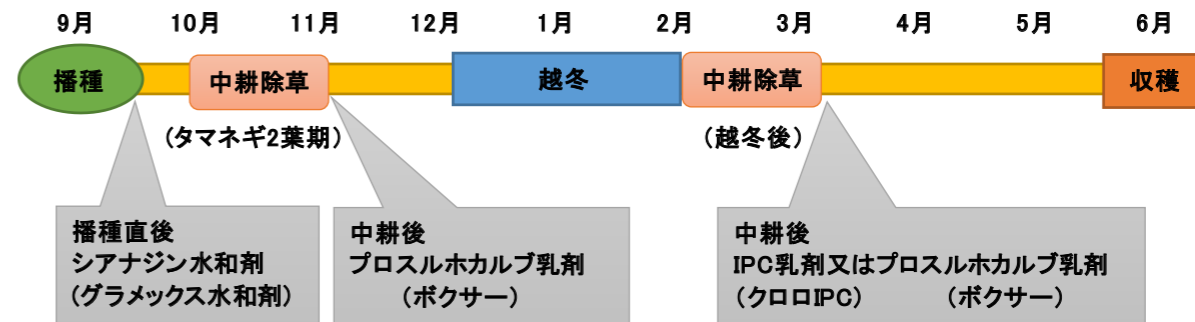 9月 10月 11月 12月 1月 2月 3月 4月 5月 6月
播種 中耕除草 越冬 中耕除草 収穫
(タマネギ2葉期) (越冬後)
播種直後
シアナジン水和剤
(グラメックス水和剤)
中耕後
プロスルホカルブ乳剤
(ボクサー)
中耕後
IPC乳剤又はプロスルホカルブ乳剤
(クロロIPC) (ボクサー)